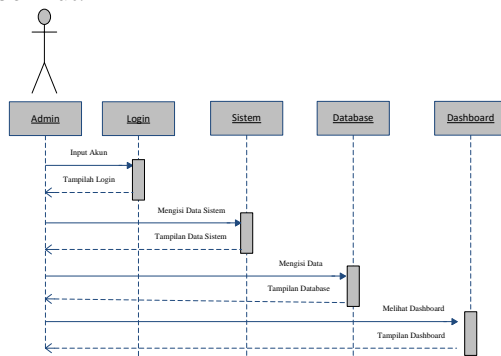 Admin
Login
Sistem
Database
Dashboard
Input Akun
Tampilah Login
Mengisi Data Sistem
Tampilan Data Sistem
Mengisi Data
Tampilan Database
Melihat Dashboard
Tampilan Dashboard